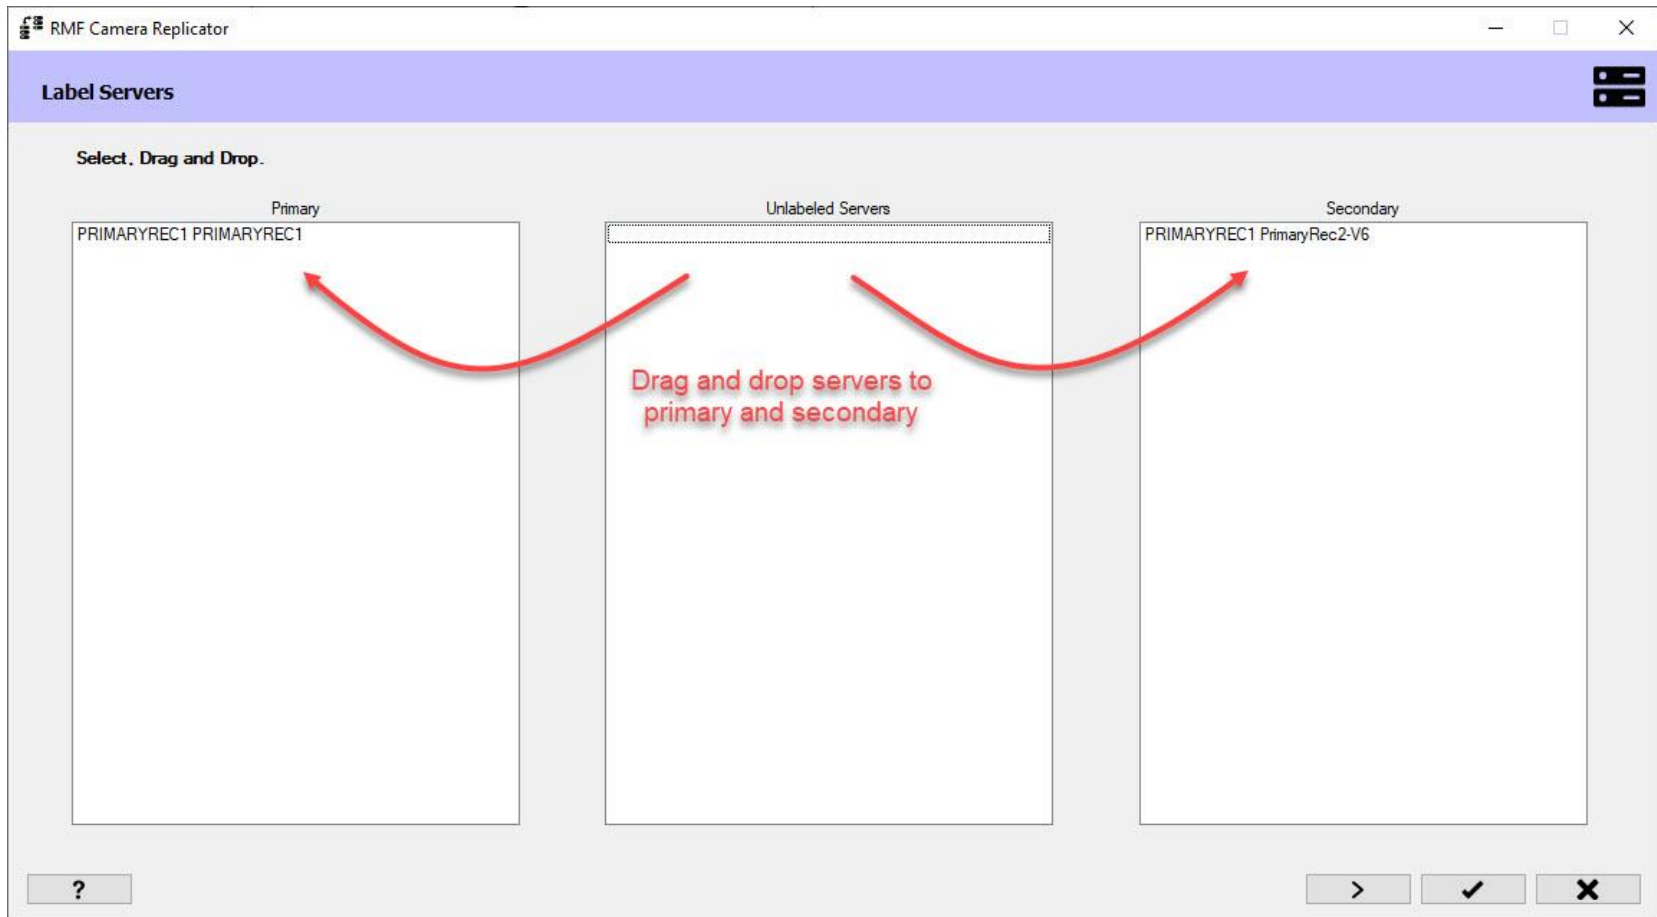 RMF Camera Replicator
Label Servers
Select, Drag and Drop.
Primary
Unlabeled Servers
Secondary
PRIMARYREC1 PRIMARYREC1
PRIMARYREC1 PrimaryRec2-V6
Drag and drop servers to
primary and secondary
?
>